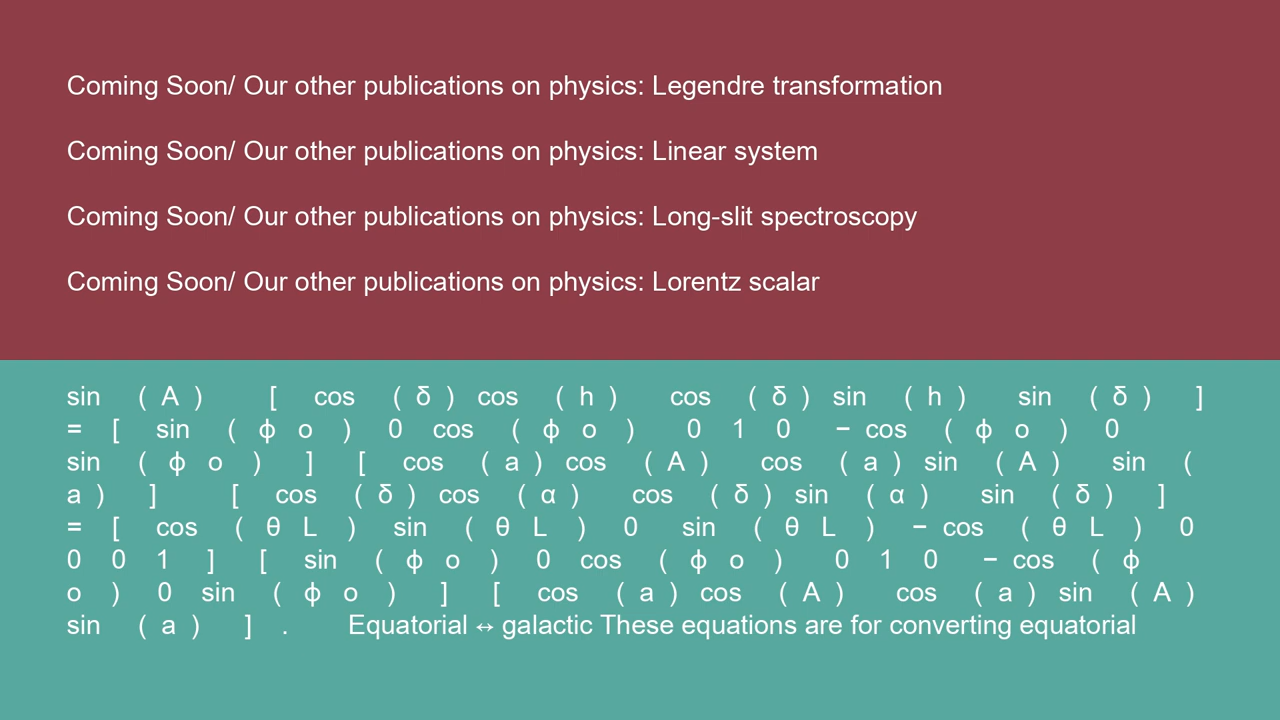 Coming Soon/ Our other publications on physics: Legendre transformation
Coming Soon/ Our other publications on physics: Linear system
Coming Soon/ Our other publications on physics: Long-slit spectroscopy
Coming Soon/ Our other publications on physics: Lorentz scalar
sin ( A ) [ cos ( δ ) cos ( h ) cos ( δ ) sin ( h ) sin ( δ ) ]
= [ sin ( ϕ o ) 0 cos ( ϕ o ) 0 1 0 − cos ( ϕ o ) 0
sin ( ϕ o ) ] [ cos ( a ) cos ( A ) cos ( a ) sin ( A ) sin (
a ) ] [ cos ( δ ) cos ( α ) cos ( δ ) sin ( α ) sin ( δ ) ]
= [ cos ( θ L ) sin ( θ L ) 0 sin ( θ L ) − cos ( θ L ) 0
0 0 1 ] [ sin ( ϕ o ) 0 cos ( ϕ o ) 0 1 0 − cos ( ϕ
o ) 0 sin ( ϕ o ) ] [ cos ( a ) cos ( A ) cos ( a ) sin ( A )
sin ( a ) ] . Equatorial ↔ galactic These equations are for converting equatorial